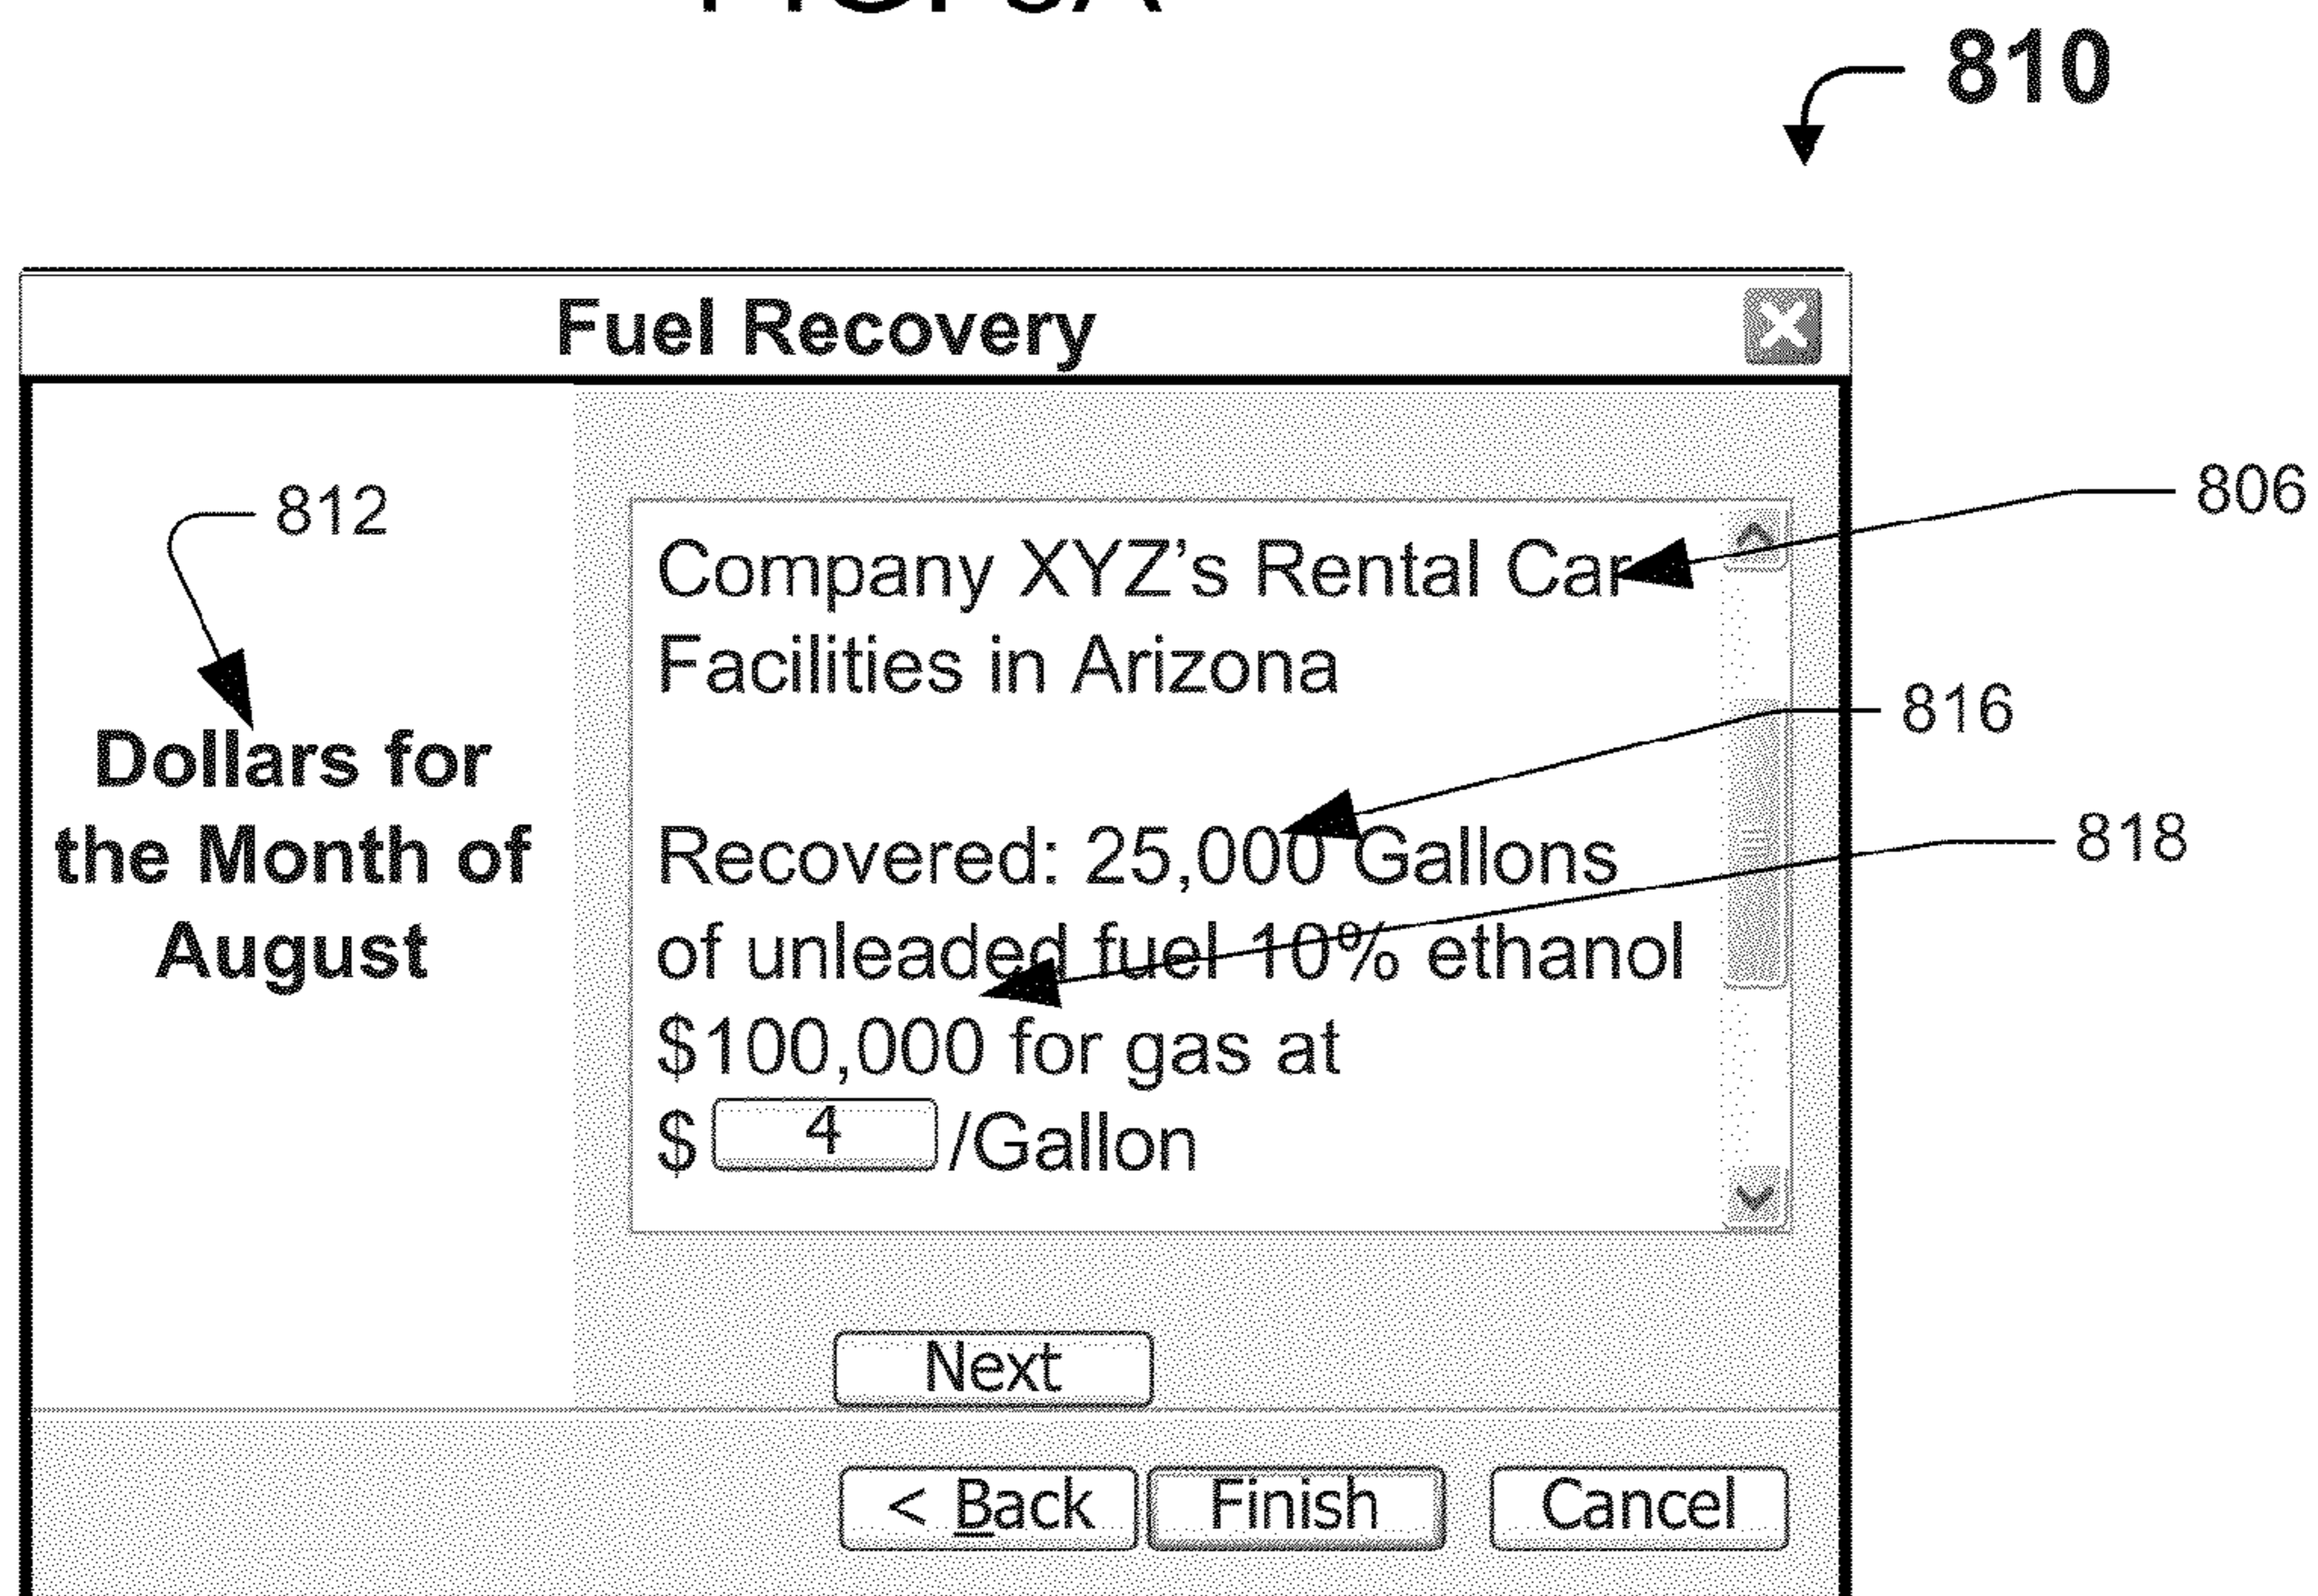 810
Fuel Recovery
812
Dollars for
the Month of
August
Company XYZ's Rental Car
Facilities in Arizona
Recovered: 25,000 Gallons
of unleaded fuel 10% ethanol
$100,000 for gas at
$ 4 /Gallon
806
816
818
Next
< Back
Finish
Cancel